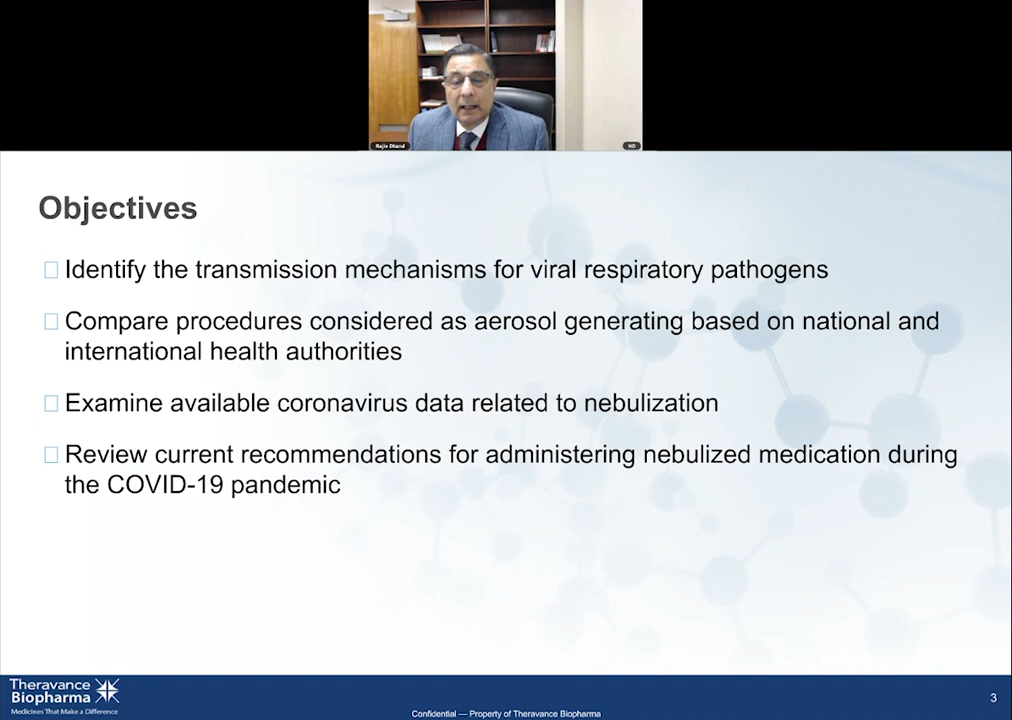 Rajiv Dhand
HD
Objectives
Identify the transmission mechanisms for viral respiratory pathogens
Compare procedures considered as aerosol generating based on national and
international health authorities
Examine available coronavirus data related to nebulization
Review current recommendations for administering nebulized medication during
the COVID-19 pandemic
Theravance
Biopharma
Medicines That Make a Difference
Confidential — Property of Theravance Biopharma
3